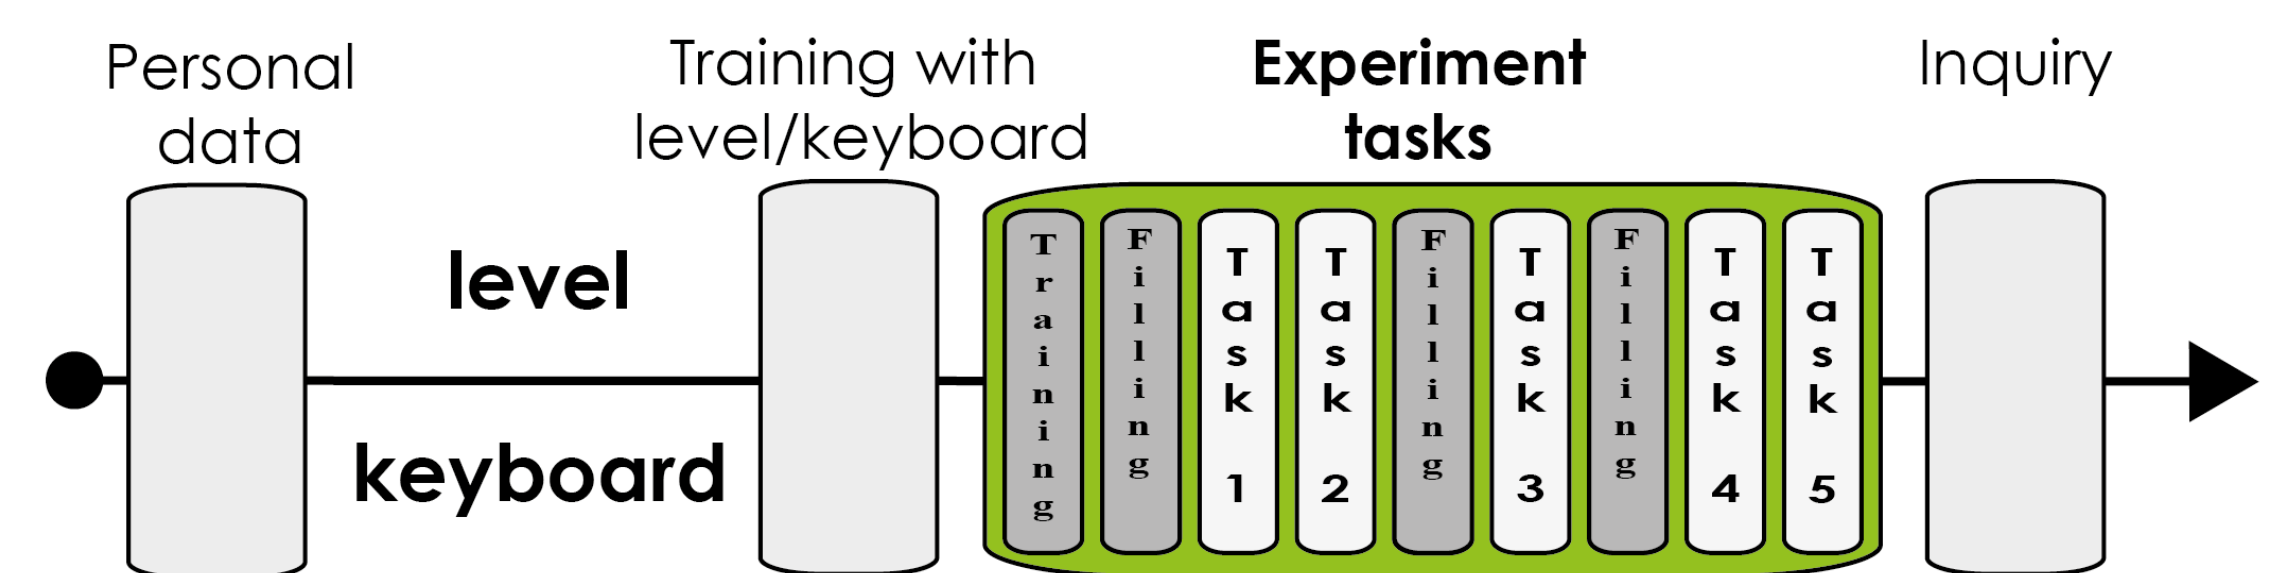 Personal
data
Training with
level/keyboard
Experiment
tasks
Inquiry
level
keyboard
Training
Filling
Task 1
Task 2
Filling
Task 3
Filling
Task 4
Task 5